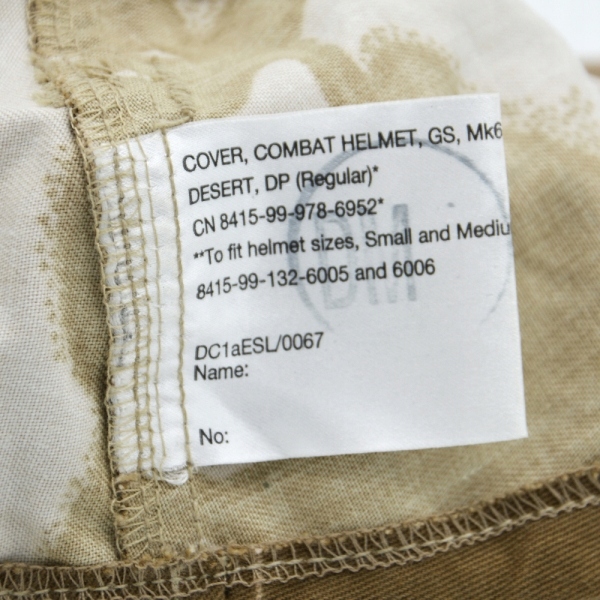 COVER, COMBAT HELMET, GS, Mk6
DESERT, DP (Regular)*
CN 8415-99-978-6952*
**To fit helmet sizes, Small and Mediu
8415-99-132-6005 and 6006
DM
DC1aESL/0067
Name:
No: